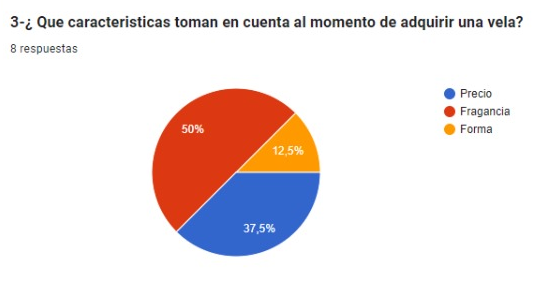 3-¿ Que caracteristicas toman en cuenta al momento de adquirir una vela?
8 respuestas
Precio
Fragancia
Forma
50%
12,5%
37,5%